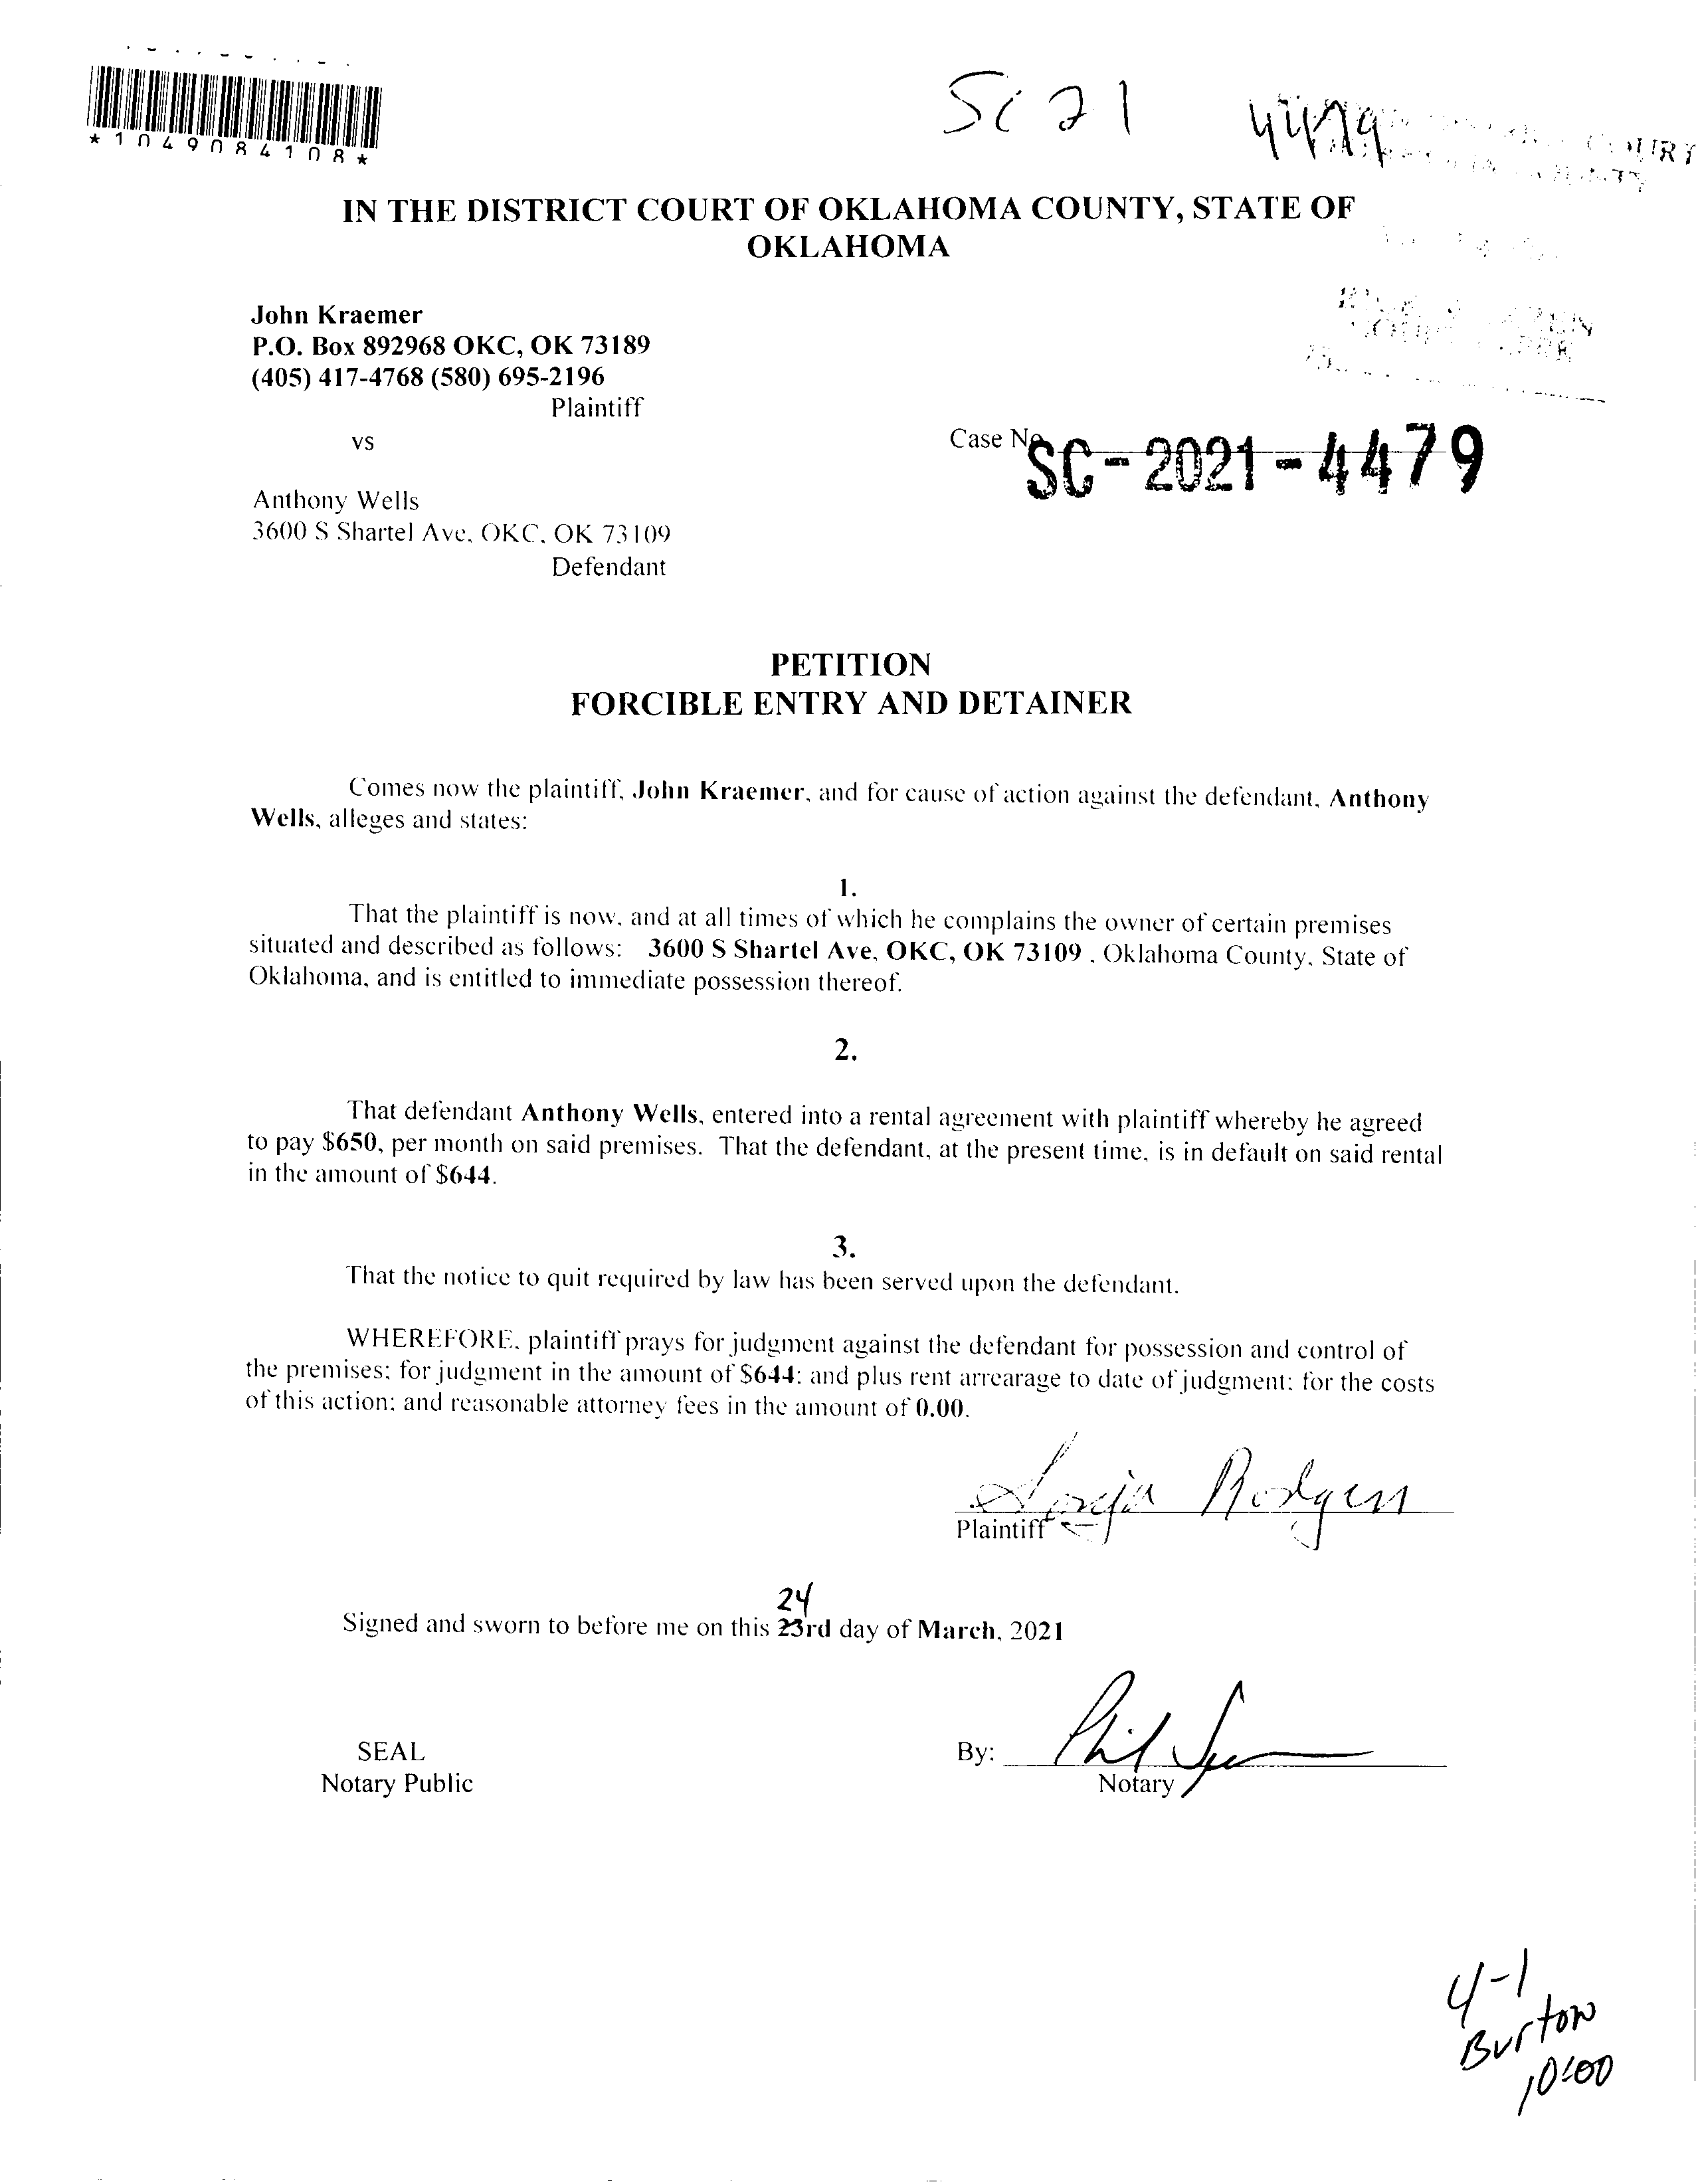 *1049084108*
SC 21 4479
COURT
IN THE DISTRICT COURT OF OKLAHOMA COUNTY, STATE OF
OKLAHOMA
John Kraemer
P.O. Box 892968 OKC, OK 73189
(405) 417-4768 (580) 695-2196
Plaintiff
vs
Case No.
SC-2021-4479
Anthony Wells
3600 S Shartel Ave, OKC, OK 73109
Defendant
PETITION
FORCIBLE ENTRY AND DETAINER
Comes now the plaintiff, John Kraemer, and for cause of action against the defendant, Anthony
Wells, alleges and states:
1.
That the plaintiff is now, and at all times of which he complains the owner of certain premises
situated and described as follows: 3600 S Shartel Ave, OKC, OK 73109 , Oklahoma County, State of
Oklahoma, and is entitled to immediate possession thereof.
2.
That defendant Anthony Wells, entered into a rental agreement with plaintiff whereby he agreed
to pay $650, per month on said premises. That the defendant, at the present time, is in default on said rental
in the amount of $644.
3.
That the notice to quit required by law has been served upon the defendant.
WHEREFORE, plaintiff prays for judgment against the defendant for possession and control of
the premises; for judgment in the amount of $644; and plus rent arrearage to date of judgment; for the costs
of this action; and reasonable attorney fees in the amount of 0.00.
Sonja Rodgers
Plaintiff
24
Signed and sworn to before me on this 23rd day of March, 2021
SEAL
Notary Public
By: Phil
Notary
4-1
Burton
10:00